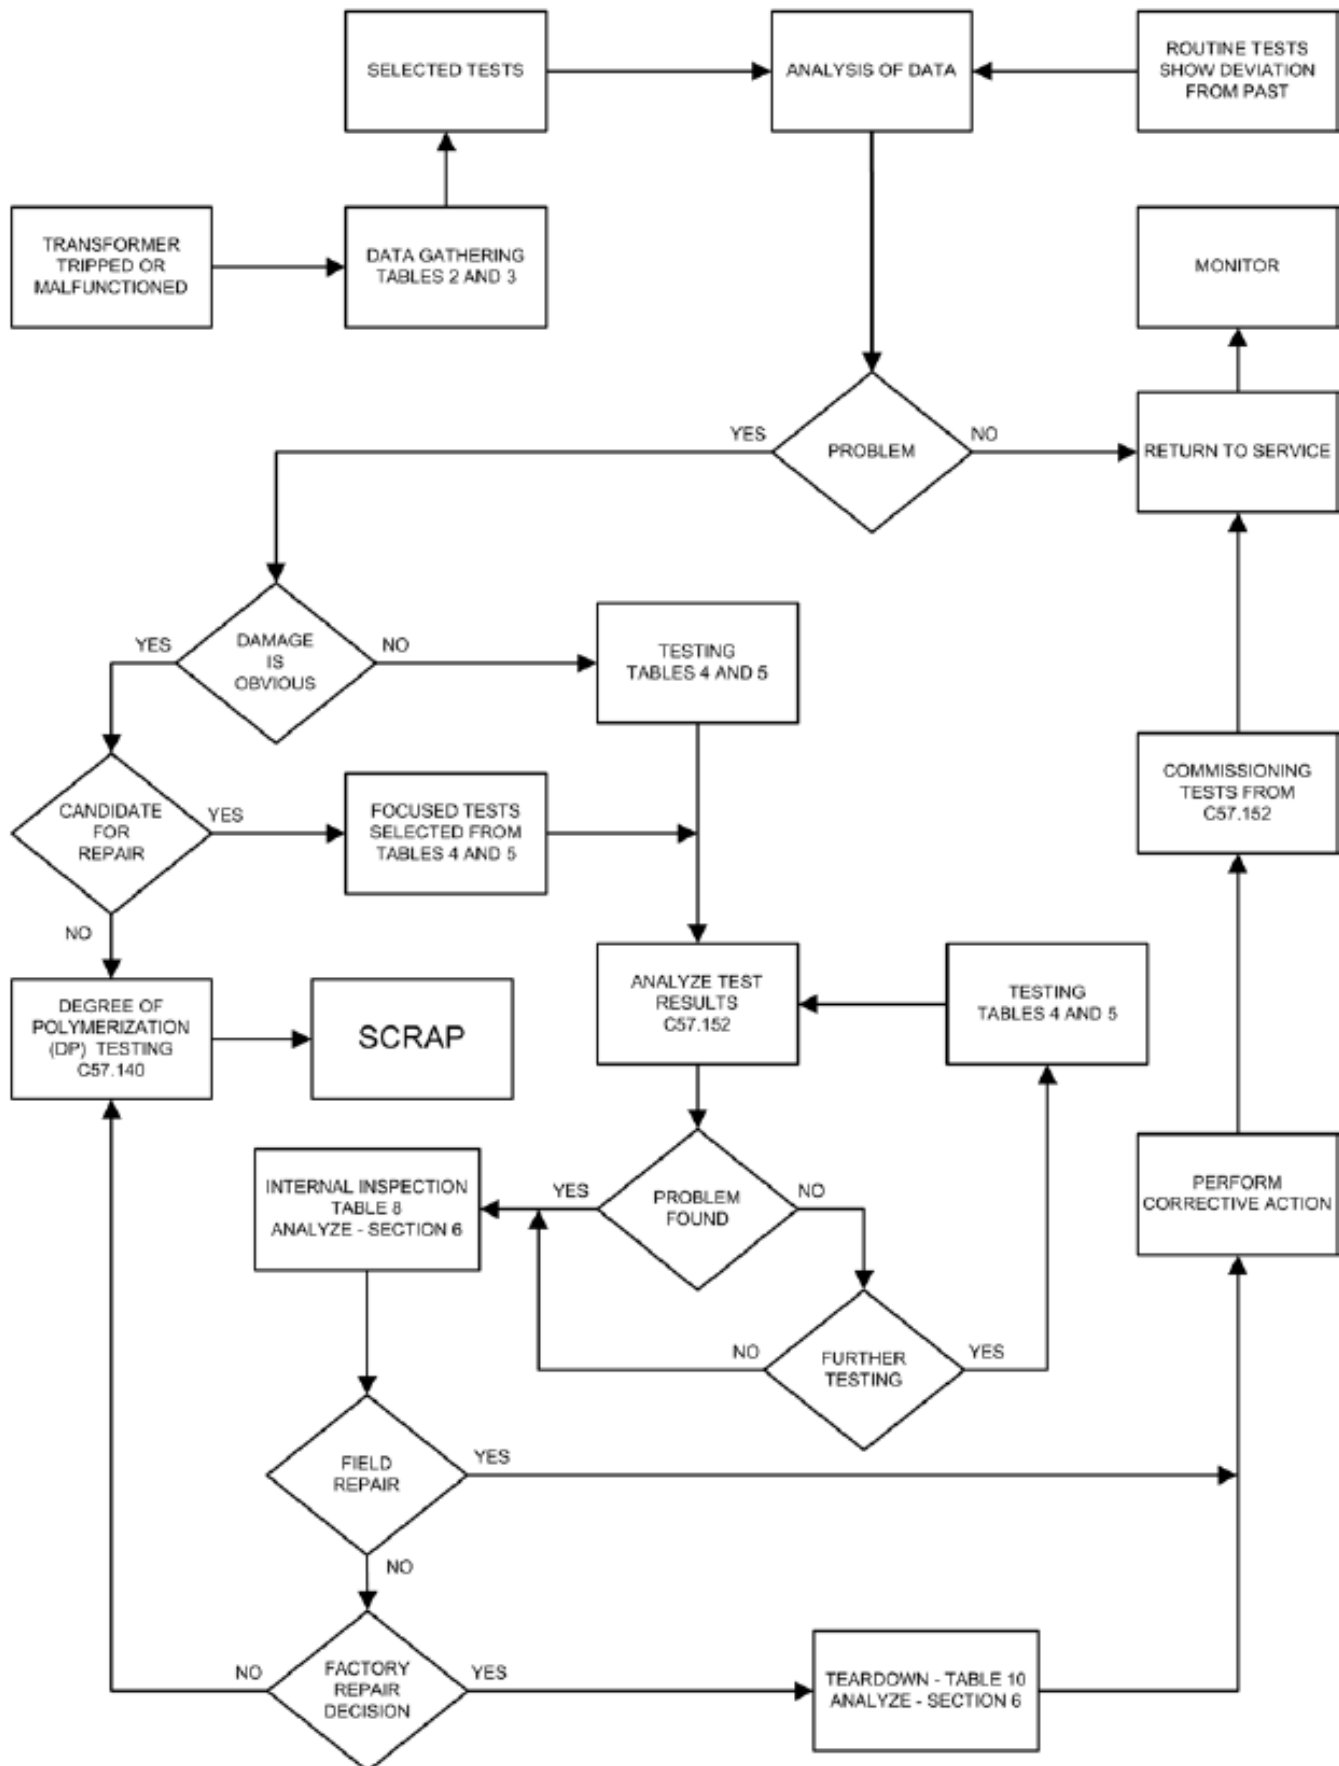 SELECTED TESTS
ANALYSIS OF DATA
ROUTINE TESTS
SHOW DEVIATION
FROM PAST
TRANSFORMER
TRIPPED OR
MALFUNCTIONED
DATA GATHERING
TABLES 2 AND 3
MONITOR
YES
PROBLEM
NO
RETURN TO SERVICE
YES
DAMAGE
IS
OBVIOUS
NO
TESTING
TABLES 4 AND 5
CANDIDATE
FOR
REPAIR
YES
FOCUSED TESTS
SELECTED FROM
TABLES 4 AND 5
COMMISSIONING
TESTS FROM
C57.152
NO
DEGREE OF
POLYMERIZATION
(DP) TESTING
C57.140
SCRAP
ANALYZE TEST
RESULTS
C57.152
TESTING
TABLES 4 AND 5
INTERNAL INSPECTION
TABLE 8
ANALYZE - SECTION 6
YES
PROBLEM
FOUND
NO
PERFORM
CORRECTIVE ACTION
NO
FURTHER
TESTING
YES
FIELD
REPAIR
YES
NO
NO
FACTORY
REPAIR
DECISION
YES
TEARDOWN - TABLE 10
ANALYZE - SECTION 6